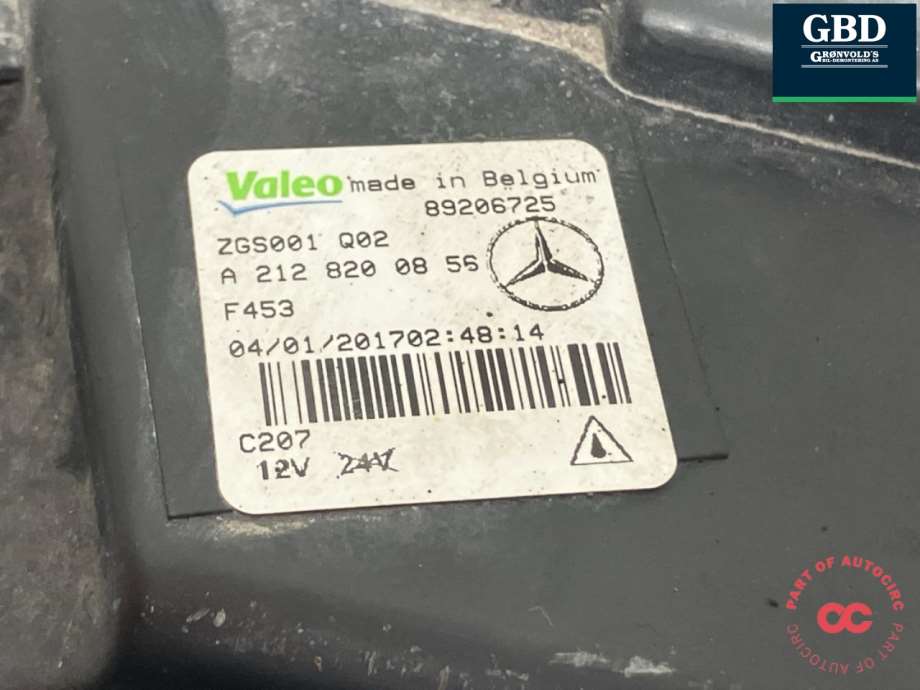 GBD
GRØNVOLD'S
BIL-DEMONTERING AS
Valeo made in Belgium
89206725
ZGS001 Q02
A 212 820 08 56
F453
04/01/201702:48:14
C207
12V 24V
PART OF AUTOCIRC
PART OF AUTOCIRC